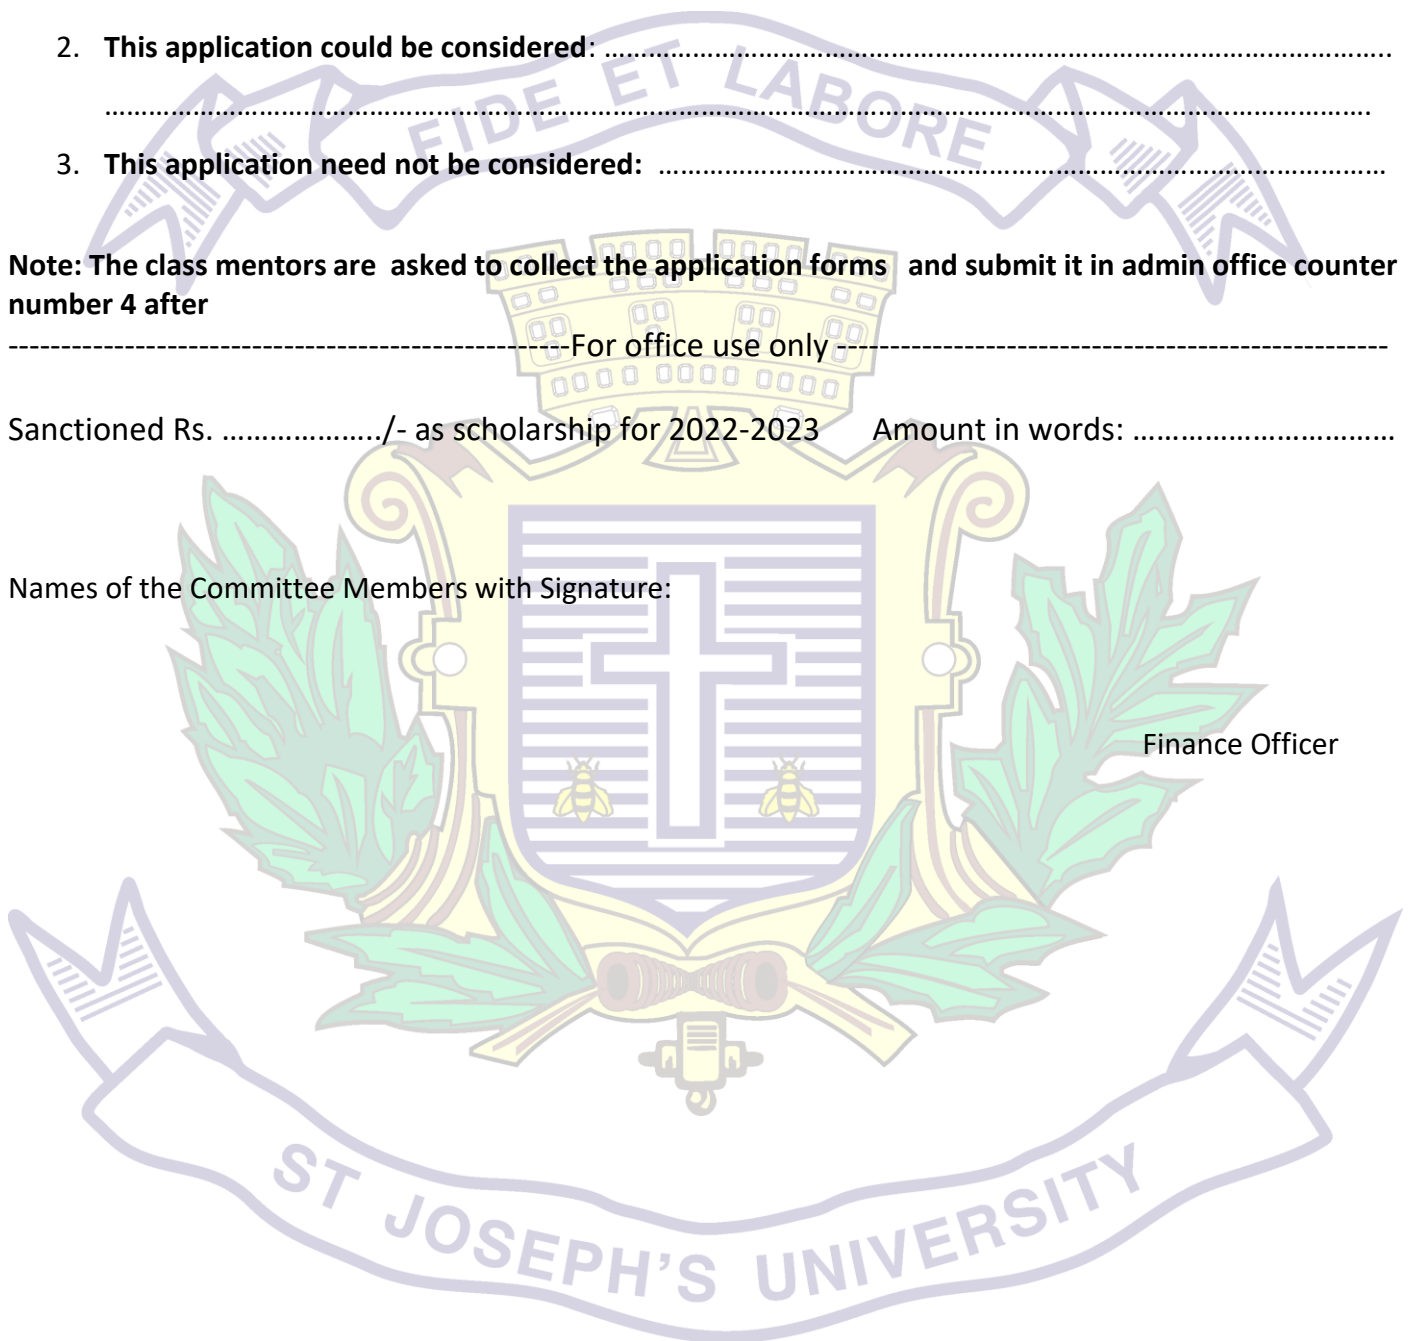 FIDE ET LABORE
2. This application could be considered: ……………………………………………………………………………………………..
…………………………………………………………………………………………………………………………………………………………….
3. This application need not be considered: ………………………………………………………………………………………
Note: The class mentors are  asked to collect the application forms   and submit it in admin office counter
number 4 after
-----------------------------------------------------For office use only ----------------------------------------------------
Sanctioned Rs. ………………../- as scholarship for 2022-2023      Amount in words: ……………………………
Names of the Committee Members with Signature:
Finance Officer
ST JOSEPH'S UNIVERSITY